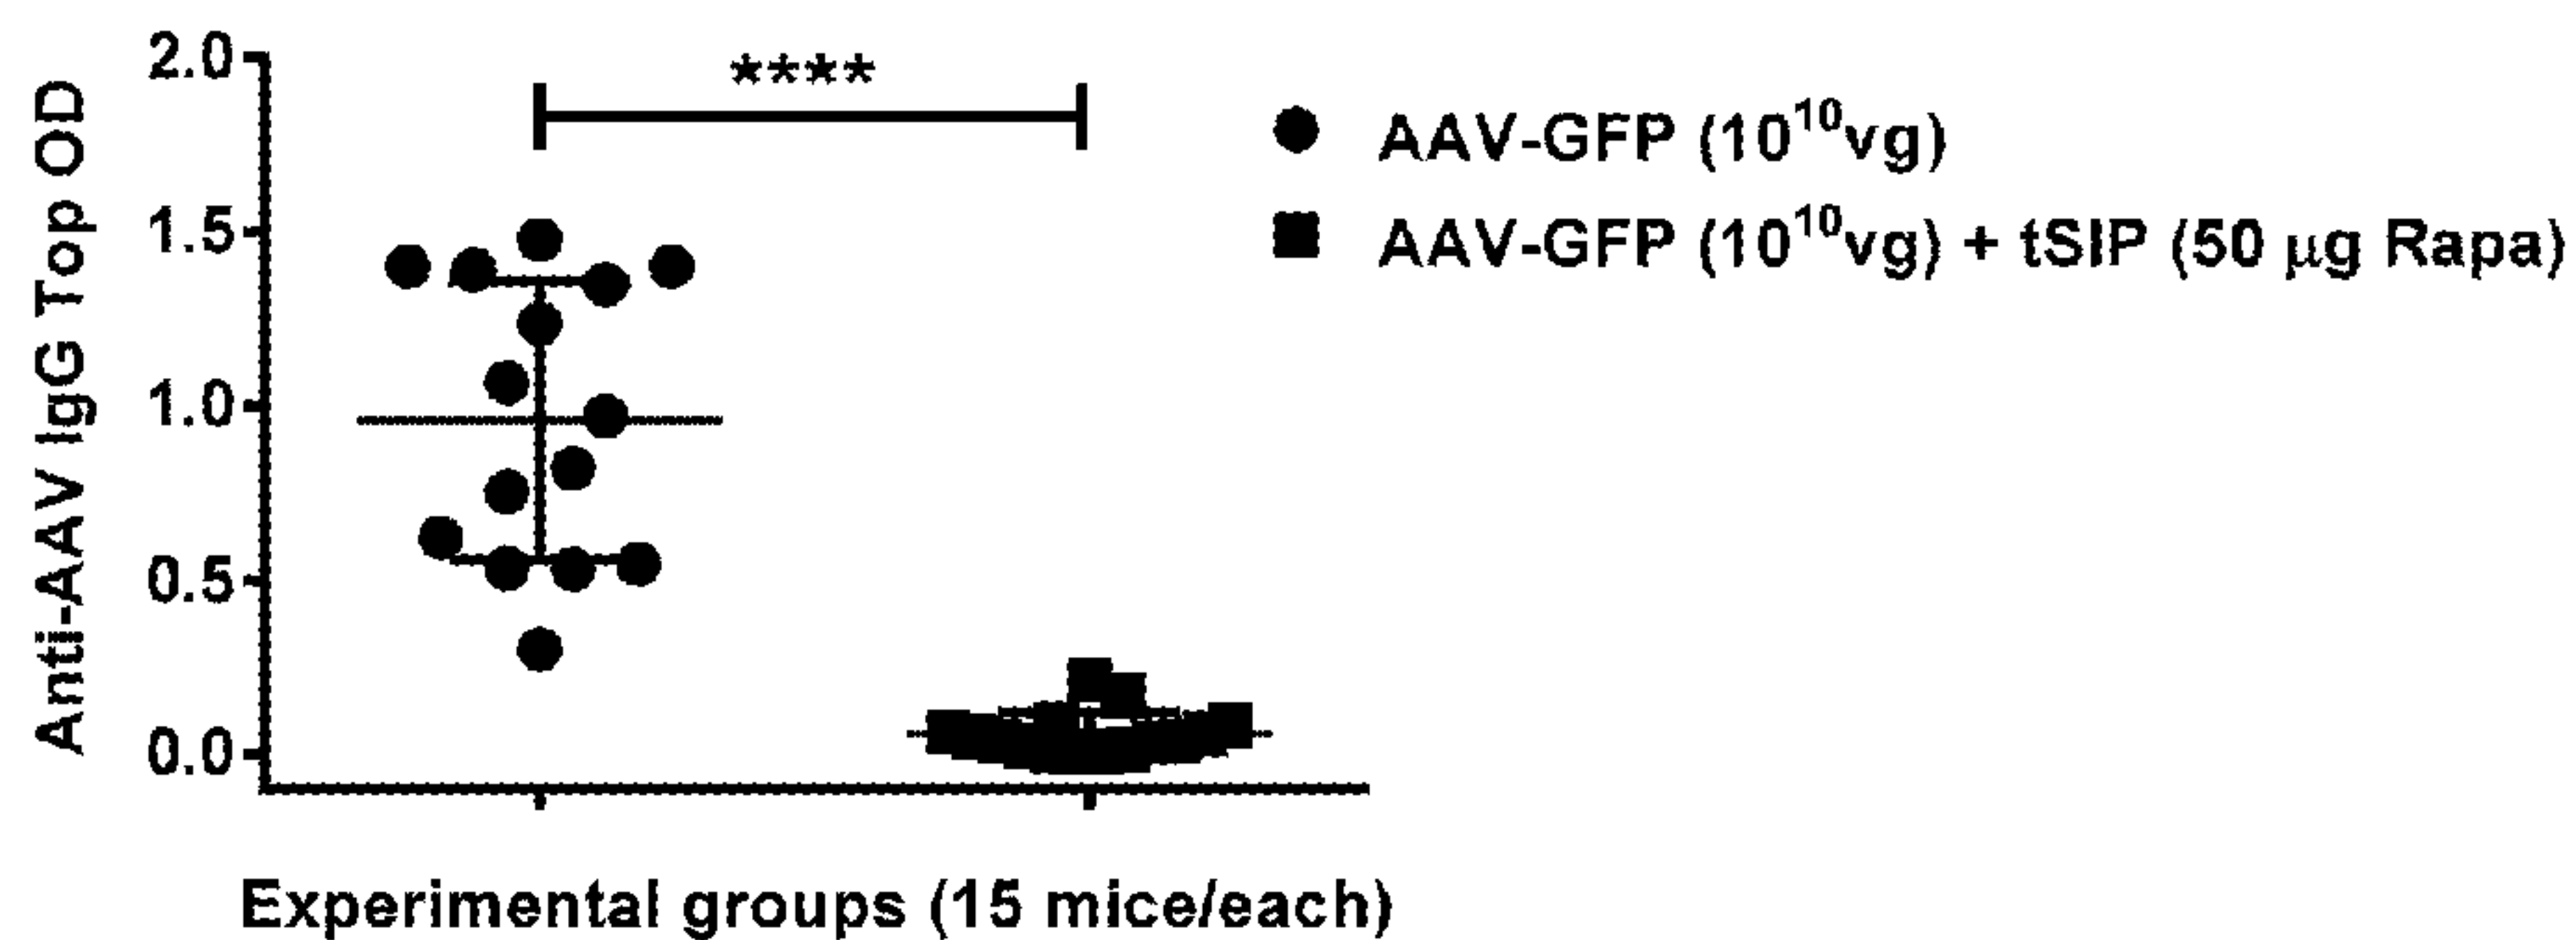 Anti-AAV IgG Top OD
2.0
1.5
1.0
0.5
0.0
****
AAV-GFP (10¹⁰vg)
AAV-GFP (10¹⁰vg) + tSIP (50 μg Rapa)
Experimental groups (15 mice/each)